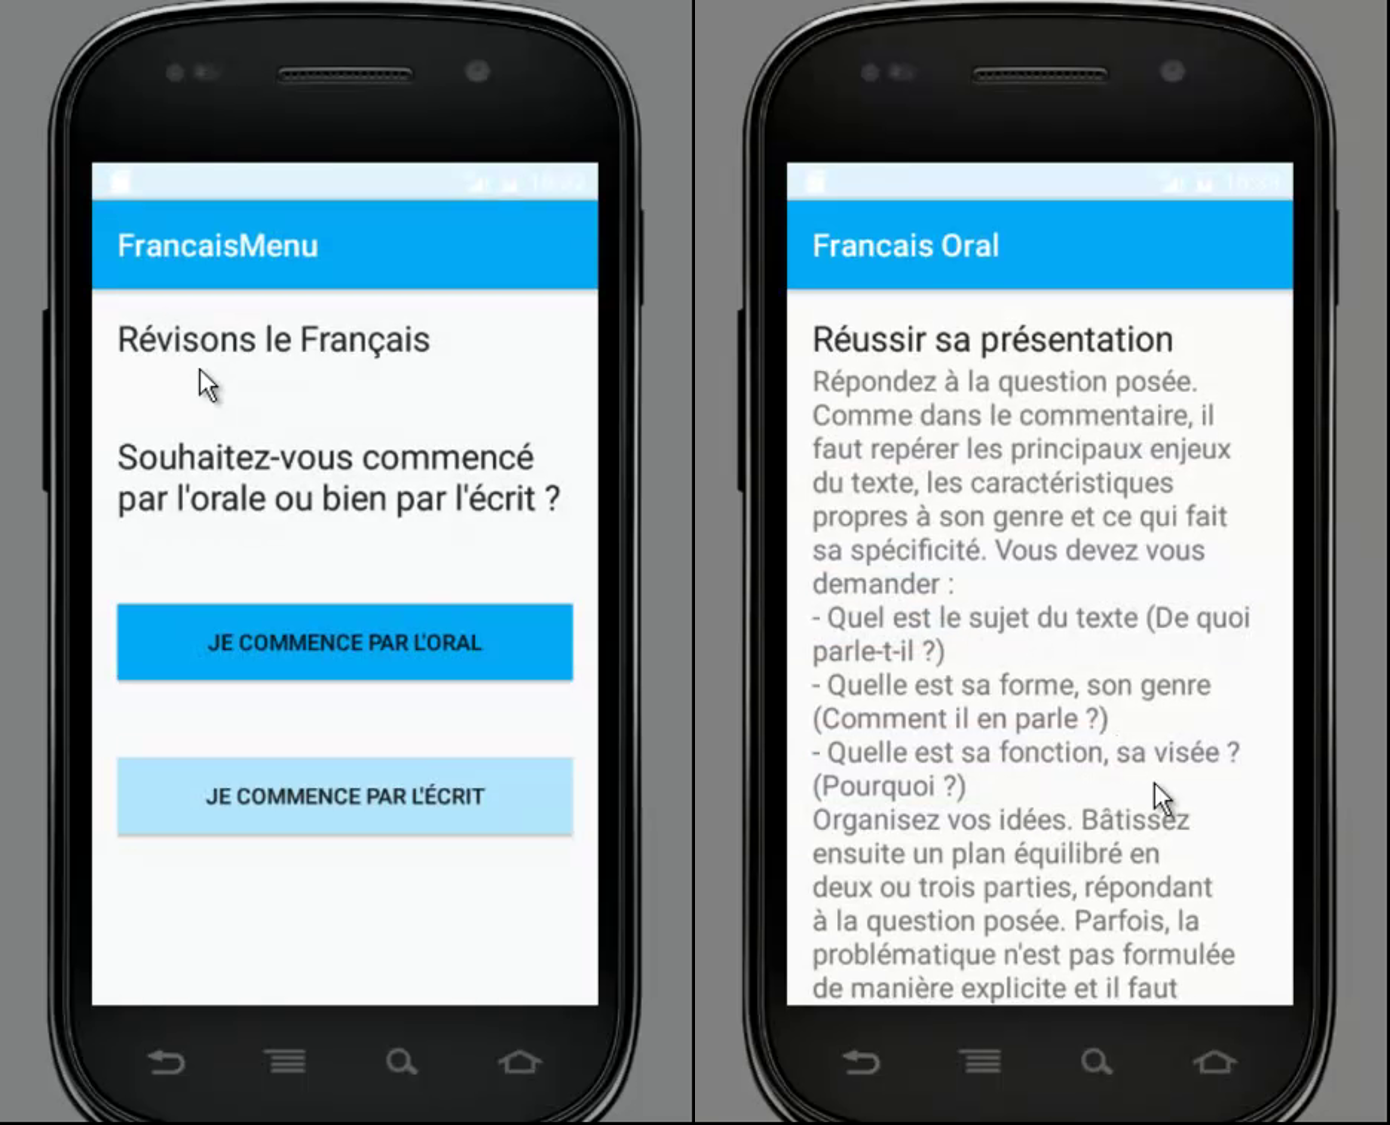 FrancaisMenu
Révisons le Français
Souhaitez-vous commencé
par l'orale ou bien par l'écrit ?
JE COMMENCE PAR L'ORAL
JE COMMENCE PAR L'ÉCRIT
Francais Oral
Réussir sa présentation
Répondez à la question posée.
Comme dans le commentaire, il
faut repérer les principaux enjeux
du texte, les caractéristiques
propres à son genre et ce qui fait
sa spécificité. Vous devez vous
demander :
- Quel est le sujet du texte (De quoi
parle-t-il ?)
- Quelle est sa forme, son genre
(Comment il en parle ?)
- Quelle est sa fonction, sa visée ?
(Pourquoi ?)
Organisez vos idées. Bâtissez
ensuite un plan équilibré en
deux ou trois parties, répondant
à la question posée. Parfois, la
problématique n'est pas formulée
de manière explicite et il faut